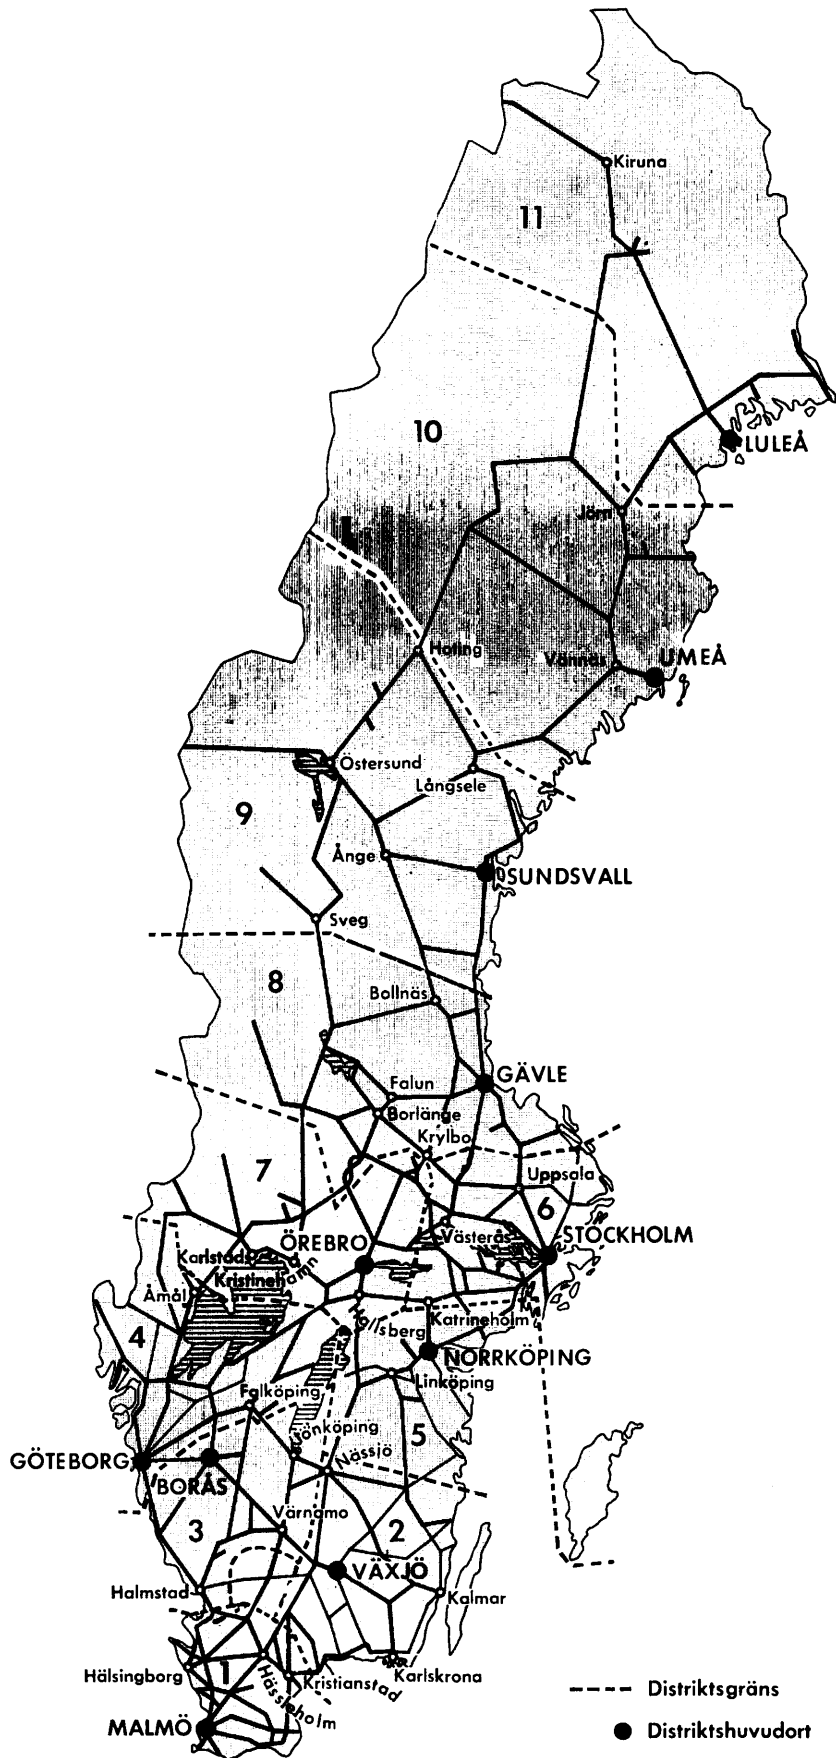 Kiruna
11
10
LULEÅ
Jörn
Hoting
Vännäs
UMEÅ
Östersund
Långsele
9
Ånge
SUNDSVALL
Sveg
8
Bollnäs
GÄVLE
Falun
Borlänge
Krylbo
7
Uppsala
6
Västerås
STOCKHOLM
ÖREBRO
Karlstad
Kristinehamn
Åmål
Hallsberg
Katrineholm
4
NORRKÖPING
Linköping
Falköping
5
Jönköping
Nässjö
GÖTEBORG
BORÅS
Värnamo
3
2
VÄXJÖ
Halmstad
Kalmar
Hälsingborg
1
Hässleholm
Kristianstad
Karlskrona
MALMÖ
Distriktsgräns
Distriktshuvudort